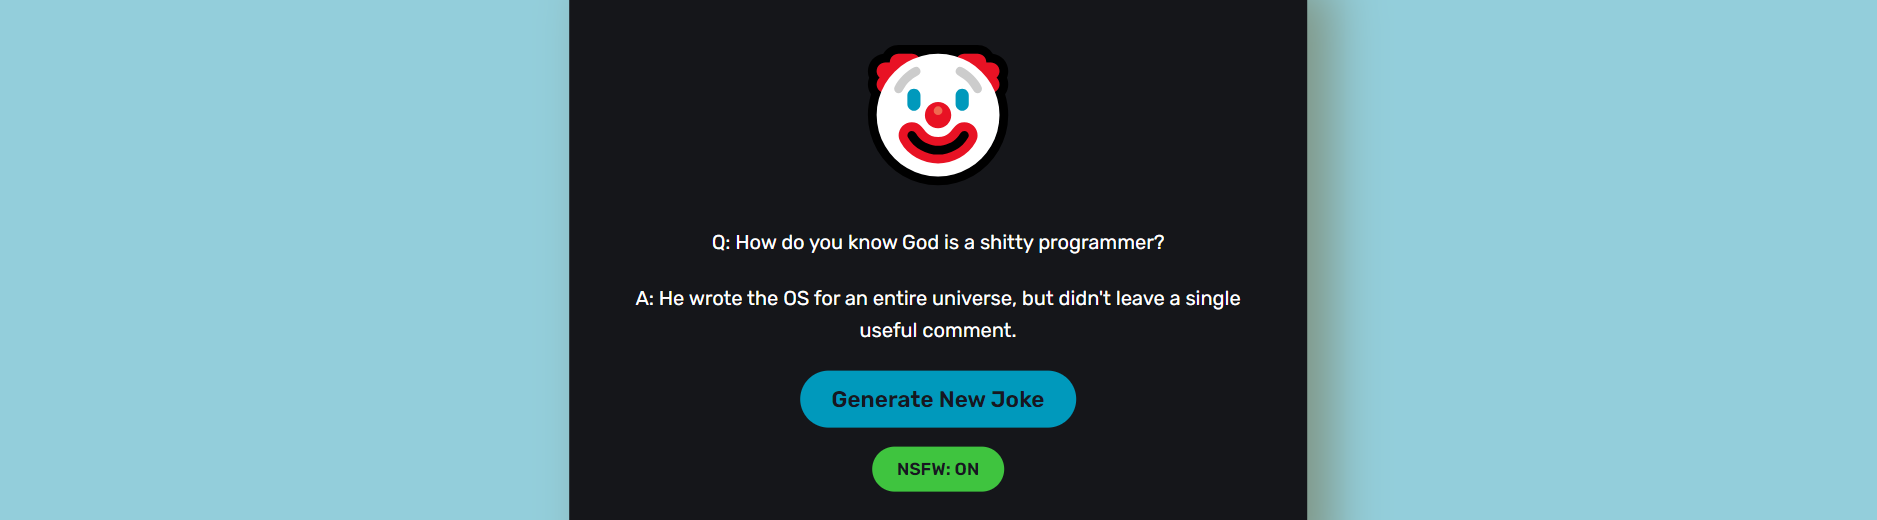 Q: How do you know God is a shitty programmer?
A: He wrote the OS for an entire universe, but didn't leave a single
useful comment.
Generate New Joke
NSFW: ON